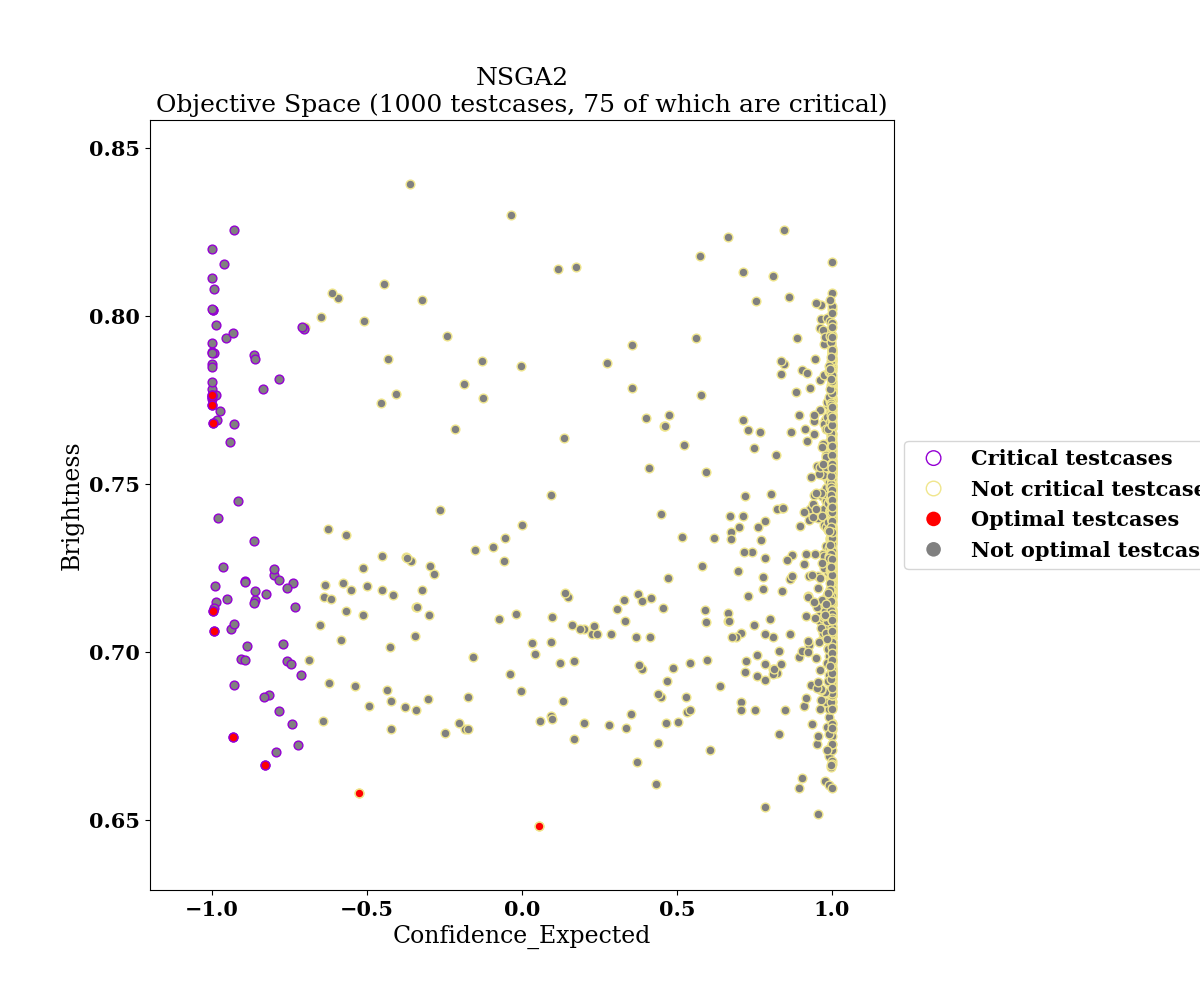 NSGA2
Objective Space (1000 testcases, 75 of which are critical)
0.85
0.80
0.75
0.70
0.65
Brightness
−1.0 −0.5 0.0 0.5 1.0
Confidence_Expected
Critical testcases
Not critical testcase
Optimal testcases
Not optimal testcas